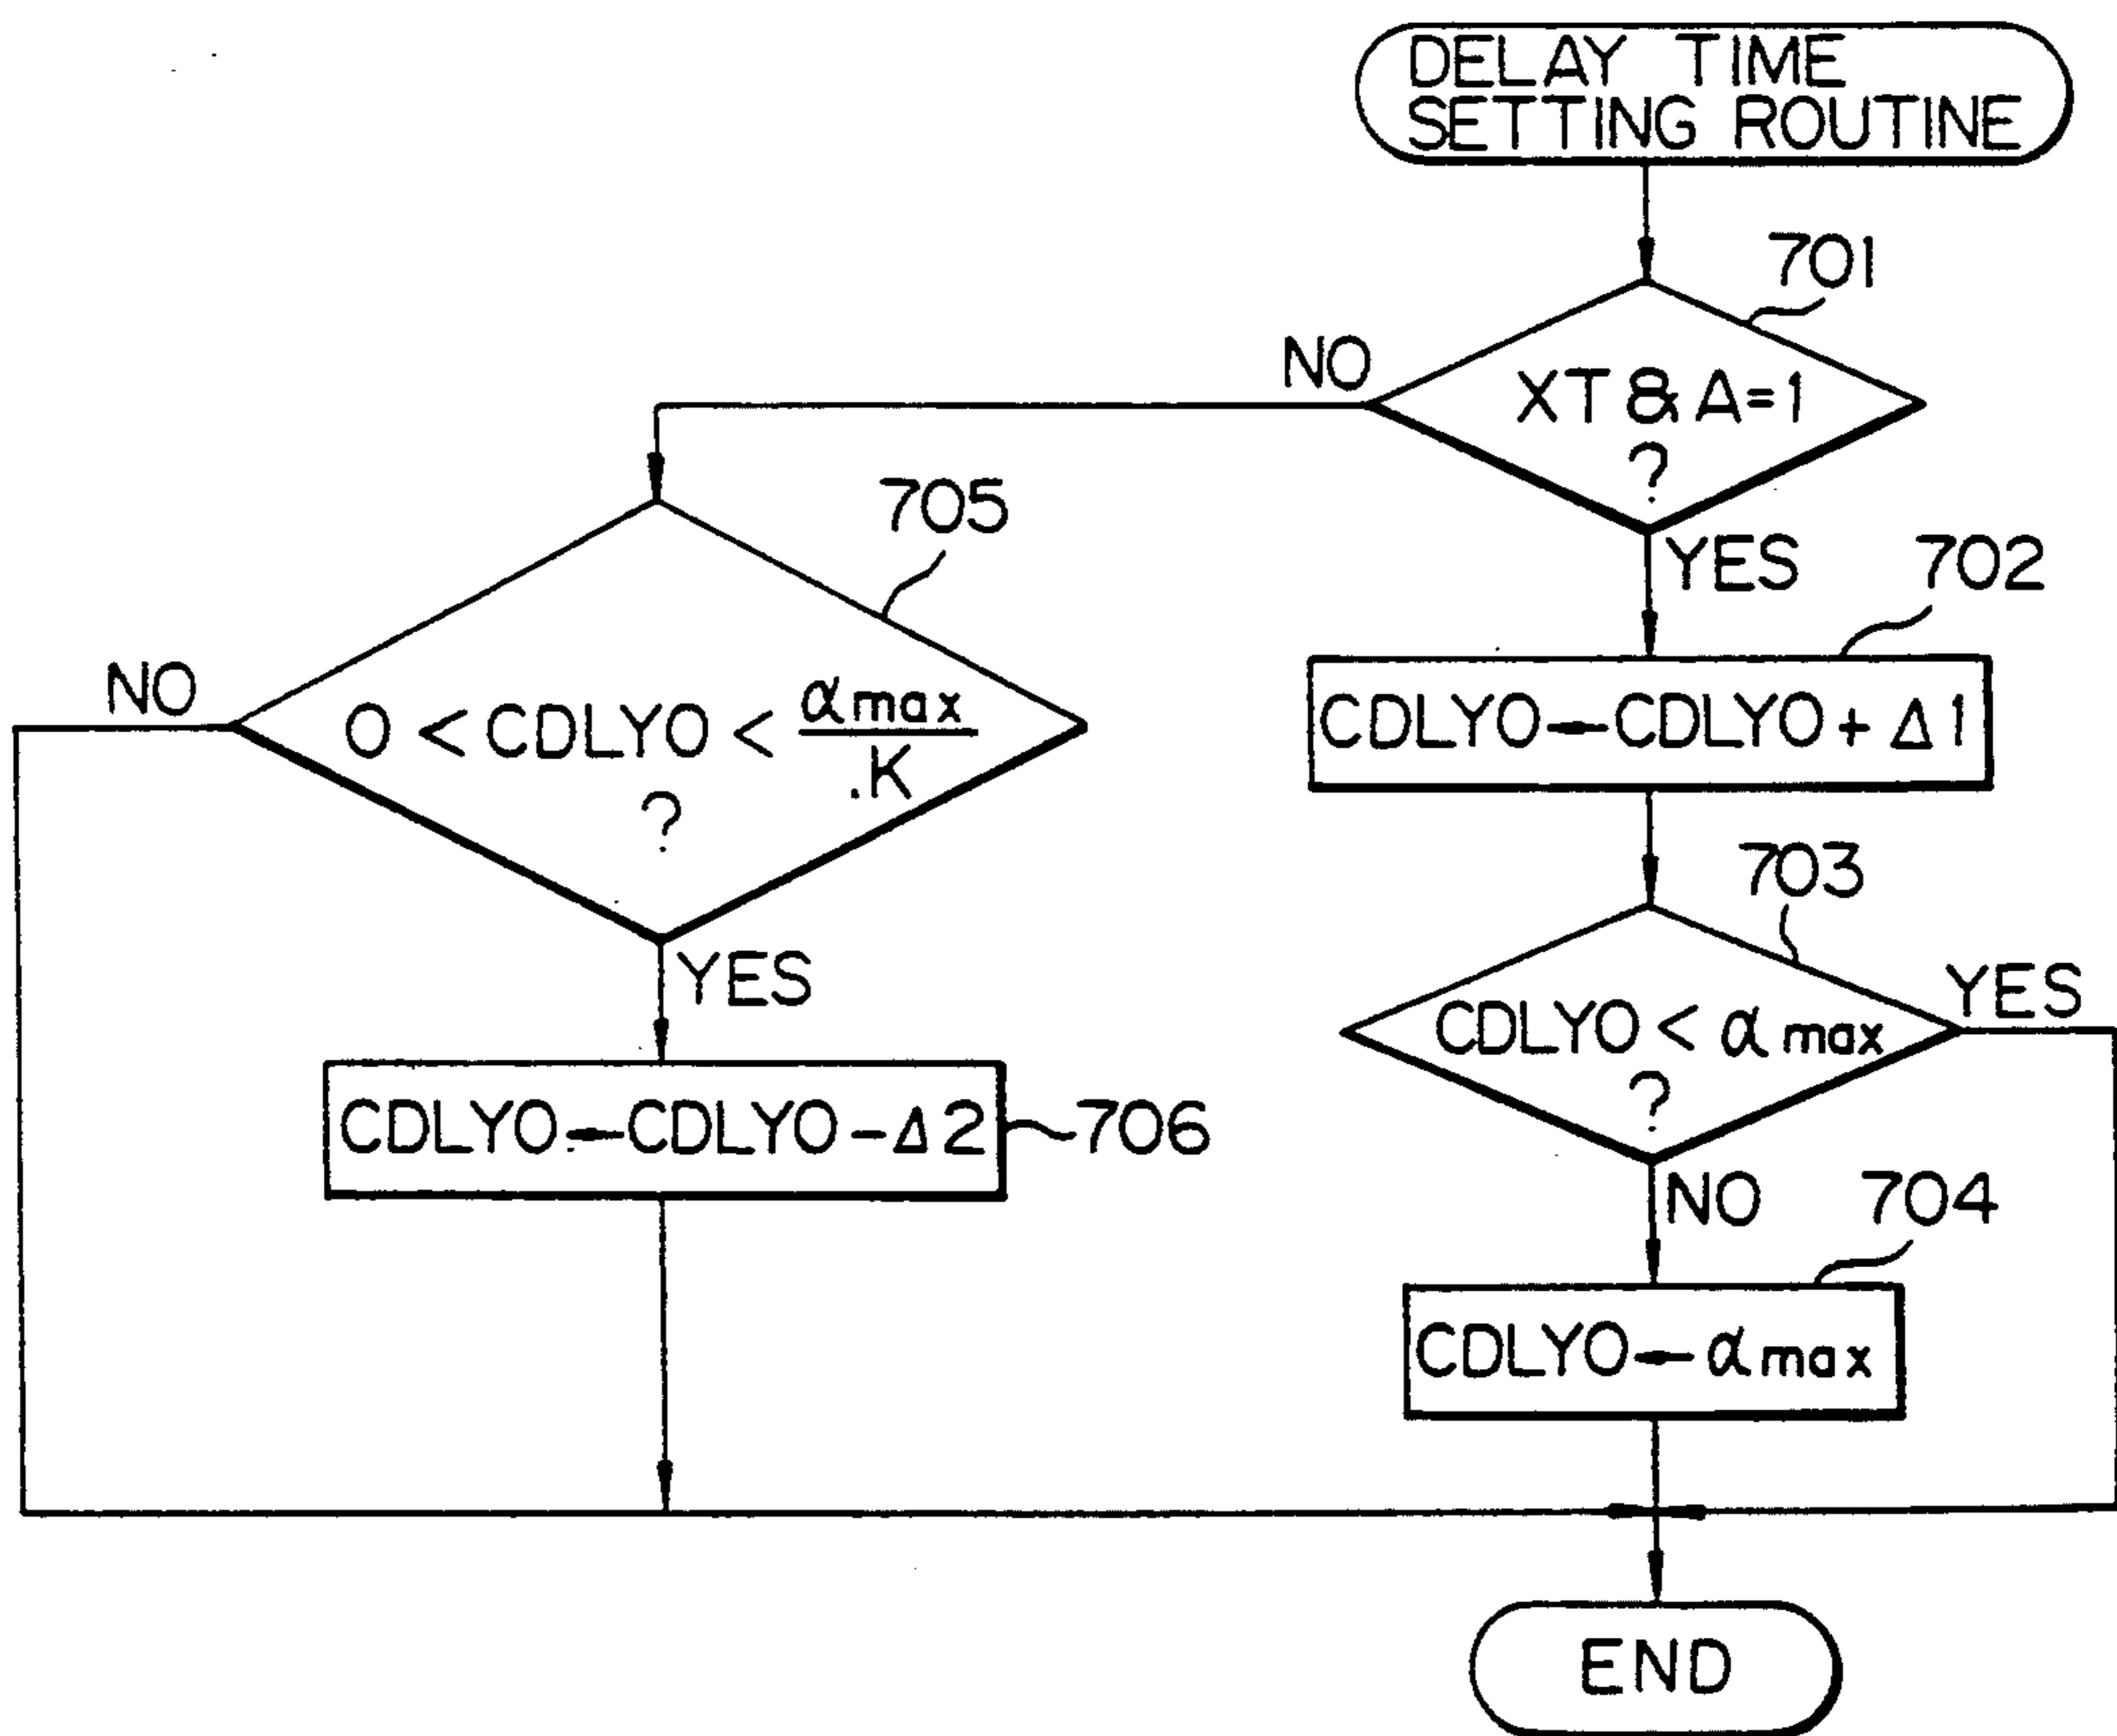 DELAY TIME
SETTING ROUTINE
701
XT & A=1
?
NO
YES
705
702
NO
0 < CDLYO < αmax/K
?
CDLYO ← CDLYO + Δ1
703
YES
CDLYO < αmax
?
YES
CDLYO ← CDLYO - Δ2
706
NO
704
CDLYO ← αmax
END